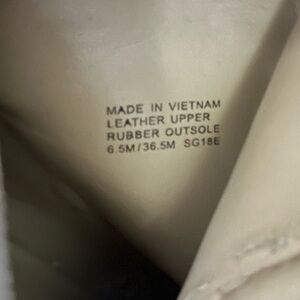 MADE IN VIETNAM
LEATHER UPPER
RUBBER OUTSOLE
6.5M/36.5M SG18E